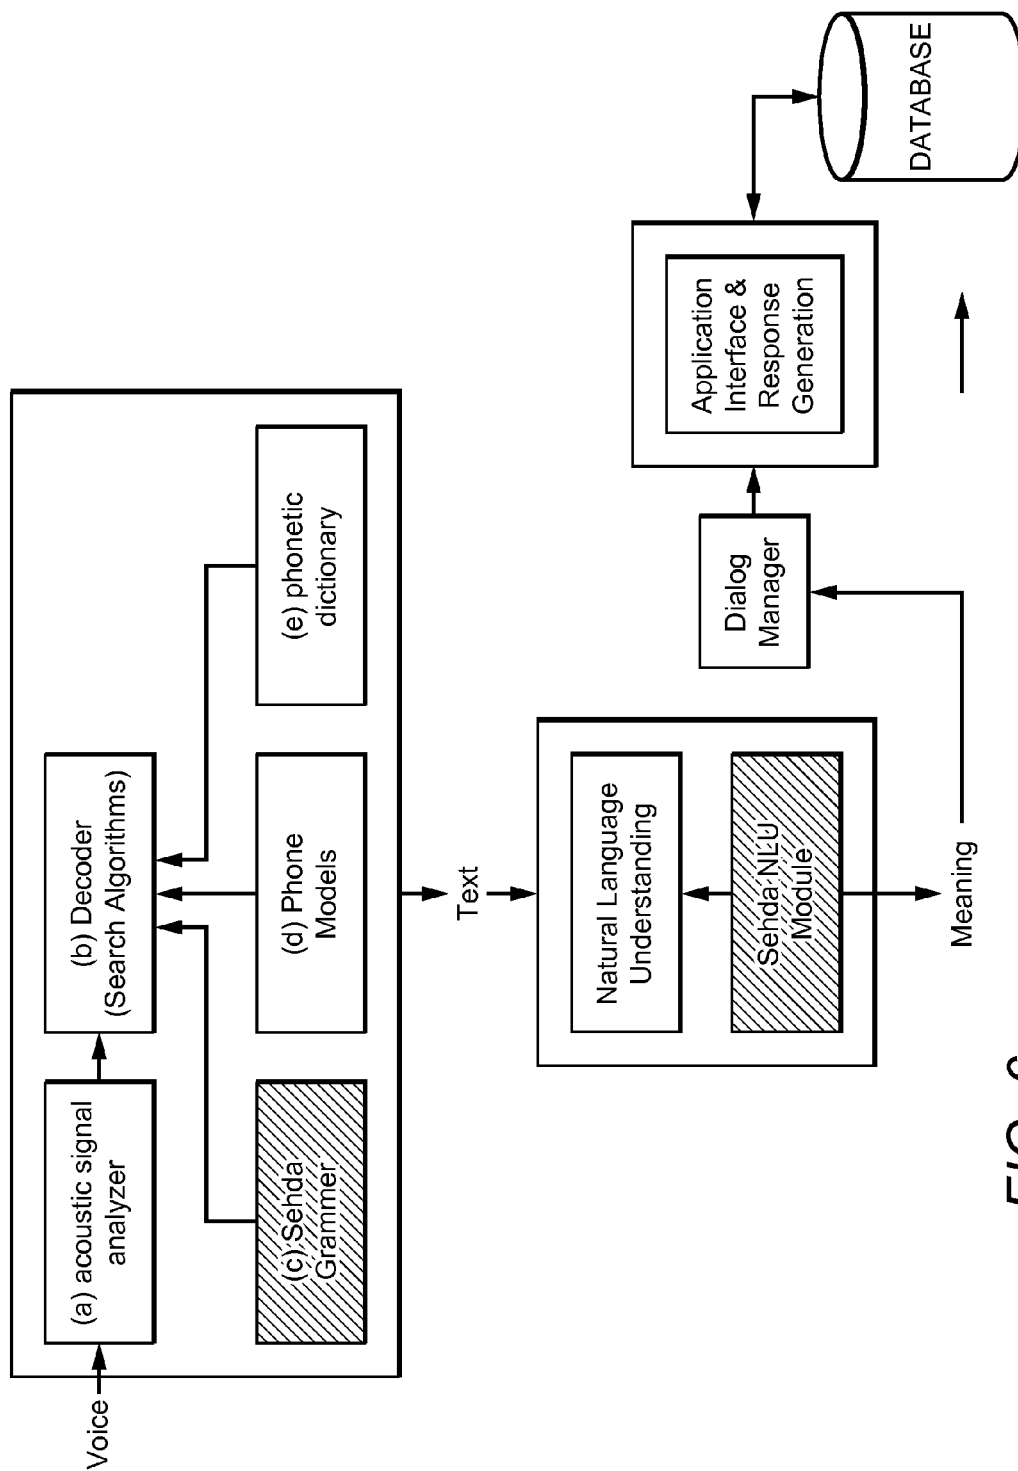 Voice
(a) acoustic signal
analyzer
(b) Decoder
(Search Algorithms)
(c) Sehda
Grammer
(d) Phone
Models
(e) phonetic
dictionary
Text
Natural Language
Understanding
Sehda NLU
Module
Meaning
Dialog
Manager
Application
Interface &
Response
Generation
DATABASE
FIG.